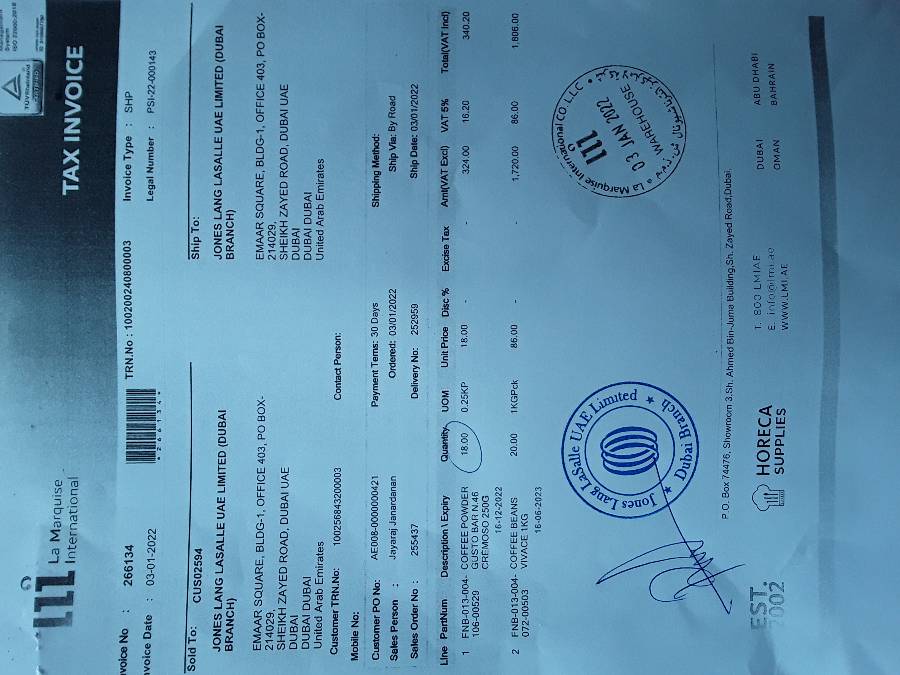 La Marquise
International
TAX INVOICE
TÜVRheinland
Management
System
nvoice No : 266134
TRN.No : 100200240800003
Invoice Type : SHP
nvoice Date : 03-01-2022
*266134*
Legal Number : PSI-22-000143
Sold To: CUS02594
JONES LANG LASALLE UAE LIMITED (DUBAI
BRANCH)
EMAAR SQUARE, BLDG-1, OFFICE 403, PO BOX-
214029,
SHEIKH ZAYED ROAD, DUBAI UAE
DUBAI
DUBAI DUBAI
United Arab Emirates
Customer TRN.No: 100256843200003
Mobile No: Contact Person:
Ship To:
JONES LANG LASALLE UAE LIMITED (DUBAI
BRANCH)
EMAAR SQUARE, BLDG-1, OFFICE 403, PO BOX-
214029,
SHEIKH ZAYED ROAD, DUBAI UAE
DUBAI
DUBAI DUBAI
United Arab Emirates
Customer PO No: AE008-0000000421 Payment Tems: 30 Days Shipping Method:
Sales Person : Jayaraj Janardanan Ordered: 03/01/2022 Ship Via: By Road
Sales Order No : 255437 Delivery No: 252959 Ship Date: 03/01/2022
Line PartNum Description \ Expiry Quantity UOM Unit Price Disc % Excise Tax Amt(VAT Excl) VAT 5% Total(VAT Incl)
1 FNB-013-004- COFFEE POWDER 18.00 0.25KP 18.00 - - 324.00 16.20 340.20
106-00529 GUSTO BAR N.46
CREMOSO 250G
16-12-2022
2 FNB-013-004- COFFEE BEANS 20.00 1KGPck 86.00 - - 1,720.00 86.00 1,806.00
072-00503 VIVACE 1KG
16-06-2023
Jones Lang LaSalle UAE Limited
★ Dubai Branch ★
La Marquise International CO. LLC.
03 JAN 2022
WAREHOUSE
P.O. Box 74476, Showroom 3,Sh. Ahmed Bin-Juma Building,Sh. Zayed Road,Dubai.
EST.
2002
HORECA
SUPPLIES
T. 800 LMIAE
E. info@lmi.ae
WWW.LMI.AE
DUBAI ABU DHABI
OMAN BAHRAIN